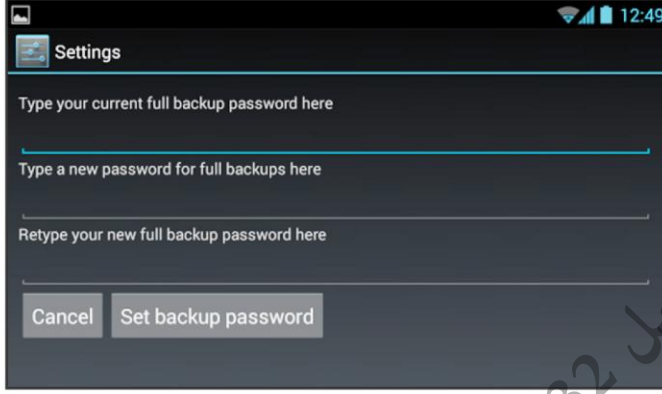 12:49
Settings
Type your current full backup password here
Type a new password for full backups here
Retype your new full backup password here
Cancel Set backup password